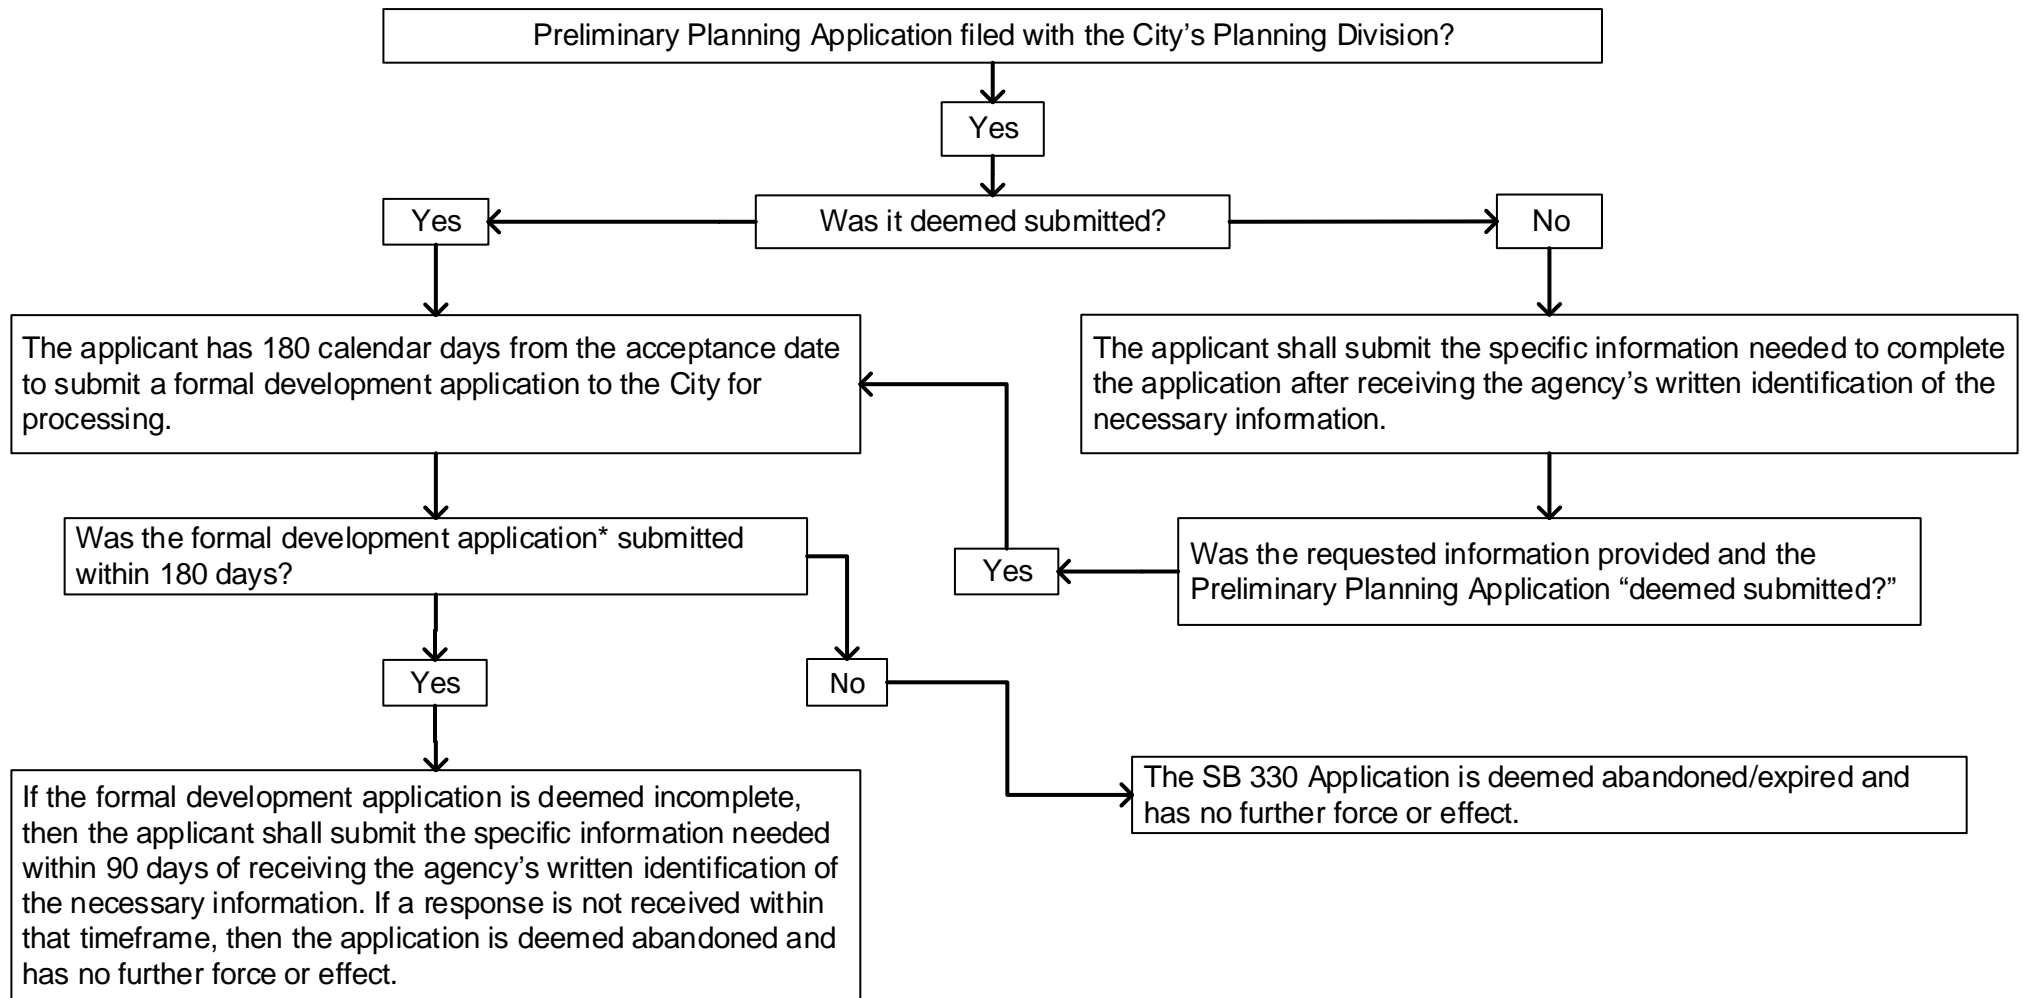 Preliminary Planning Application filed with the City’s Planning Division?
Yes
Yes
Was it deemed submitted?
No
The applicant has 180 calendar days from the acceptance date
to submit a formal development application to the City for
processing.
The applicant shall submit the specific information needed to complete
the application after receiving the agency’s written identification of the
necessary information.
Was the formal development application* submitted
within 180 days?
Yes
Was the requested information provided and the
Preliminary Planning Application “deemed submitted?”
Yes
No
If the formal development application is deemed incomplete,
then the applicant shall submit the specific information needed
within 90 days of receiving the agency’s written identification of
the necessary information. If a response is not received within
that timeframe, then the application is deemed abandoned and
has no further force or effect.
The SB 330 Application is deemed abandoned/expired and
has no further force or effect.